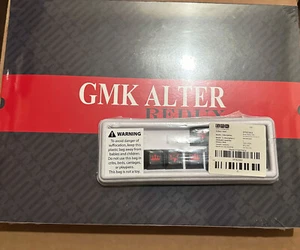 GMK ALTER
REDUX
WARNING
To avoid danger of
suffocation, keep this
plastic bag away from
babies and children.
Do not use this bag in
cribs, beds, carriages,
or playpens.
This bag is not a toy.